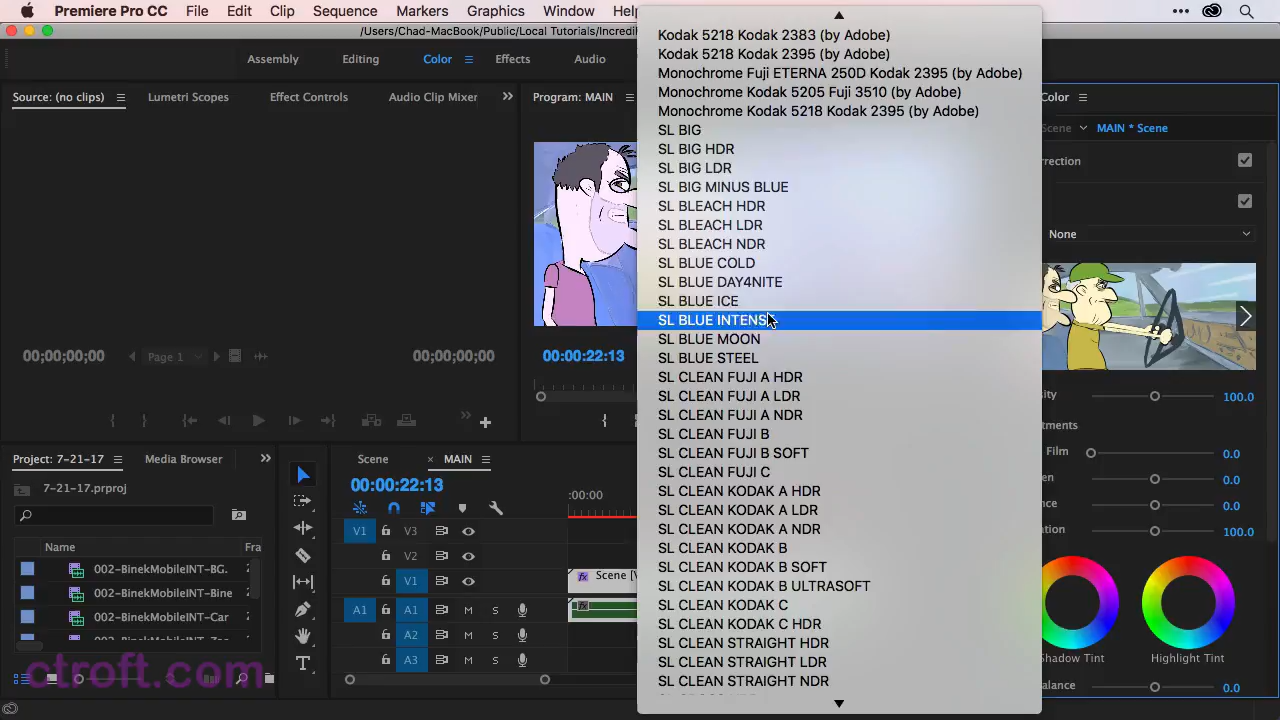 Premiere Pro CC File Edit Clip Sequence Markers Graphics Window Help
/Users/Chad-MacBook/Public/Local Tutorials/Incredi
Assembly Editing Color Effects Audio
Source: (no clips) Lumetri Scopes Effect Controls Audio Clip Mixer
Program: MAIN
00;00;00;00 Page 1 00;00;00;00
00:00:22:13
Kodak 5218 Kodak 2383 (by Adobe)
Kodak 5218 Kodak 2395 (by Adobe)
Monochrome Fuji ETERNA 250D Kodak 2395 (by Adobe)
Monochrome Kodak 5205 Fuji 3510 (by Adobe)
Monochrome Kodak 5218 Kodak 2395 (by Adobe)
SL BIG
SL BIG HDR
SL BIG LDR
SL BIG MINUS BLUE
SL BLEACH HDR
SL BLEACH LDR
SL BLEACH NDR
SL BLUE COLD
SL BLUE DAY4NITE
SL BLUE ICE
SL BLUE INTENSE
SL BLUE MOON
SL BLUE STEEL
SL CLEAN FUJI A HDR
SL CLEAN FUJI A LDR
SL CLEAN FUJI A NDR
SL CLEAN FUJI B
SL CLEAN FUJI B SOFT
SL CLEAN FUJI C
SL CLEAN KODAK A HDR
SL CLEAN KODAK A LDR
SL CLEAN KODAK A NDR
SL CLEAN KODAK B
SL CLEAN KODAK B SOFT
SL CLEAN KODAK B ULTRASOFT
SL CLEAN KODAK C
SL CLEAN KODAK C HDR
SL CLEAN STRAIGHT HDR
SL CLEAN STRAIGHT LDR
SL CLEAN STRAIGHT NDR
Color
Scene MAIN * Scene
rrection
None
sity 100.0
tments
Film 0.0
en 0.0
nce 0.0
ation 100.0
Shadow Tint Highlight Tint
alance 0.0
Project: 7-21-17 Media Browser
7-21-17.prproj
Name Fra
002-BinekMobileINT-BG.
002-BinekMobileINT-Bine
002-BinekMobileINT-Car
Scene MAIN
00:00:22:13
:00:00
V1 V3
V2
V1 Scene [V
fx
A1 A1 M S
fx
A2 M S
A3 M S
ctroft.com